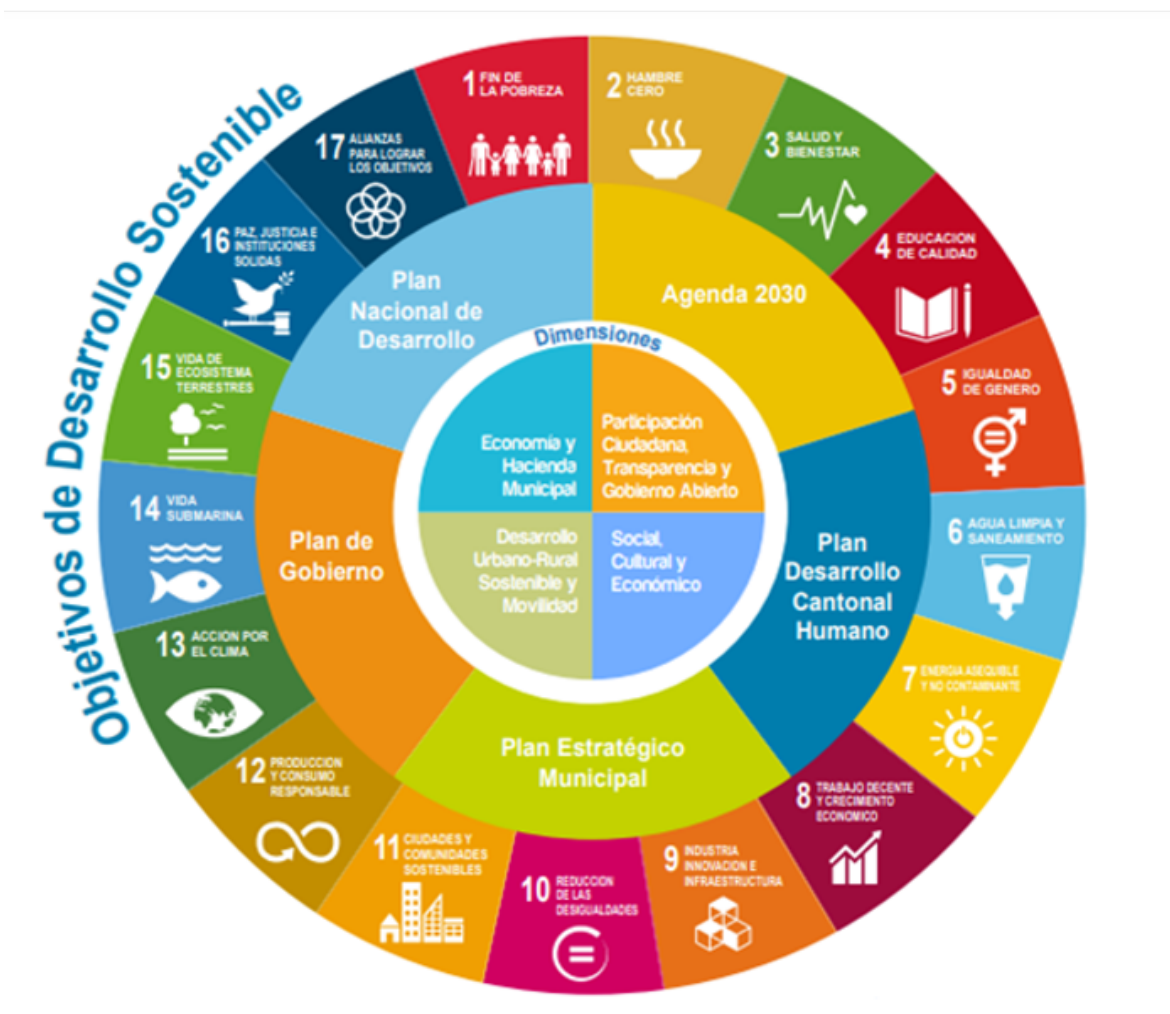 Objetivos de Desarrollo Sostenible
1 FIN DE
LA POBREZA
2 HAMBRE
CERO
3 SALUD Y
BIENESTAR
4 EDUCACION
DE CALIDAD
5 IGUALDAD
DE GENERO
6 AGUA LIMPIA Y
SANEAMIENTO
7 ENERGIA ASEQUIBLE
Y NO CONTAMINANTE
8 TRABAJO DECENTE
Y CRECIMIENTO
ECONOMICO
9 INDUSTRIA
INNOVACION E
INFRAESTRUCTURA
10 REDUCCION
DE LAS
DESIGUALDADES
11 CIUDADES Y
COMUNIDADES
SOSTENIBLES
12 PRODUCCION
Y CONSUMO
RESPONSABLE
13 ACCION POR
EL CLIMA
14 VIDA
SUBMARINA
15 VIDA DE
ECOSISTEMA
TERRESTRES
16 PAZ, JUSTICIA E
INSTITUCIONES
SOLIDAS
17 ALIANZAS
PARA LOGRAR
LOS OBJETIVOS
Plan
Nacional de
Desarrollo
Agenda 2030
Plan
Desarrollo
Cantonal
Humano
Plan Estratégico
Municipal
Plan de
Gobierno
Dimensiones
Economía y
Hacienda
Municipal
Participación
Ciudadana,
Transparencia y
Gobierno Abierto
Desarrollo
Urbano-Rural
Sostenible y
Movilidad
Social,
Cultural y
Económico